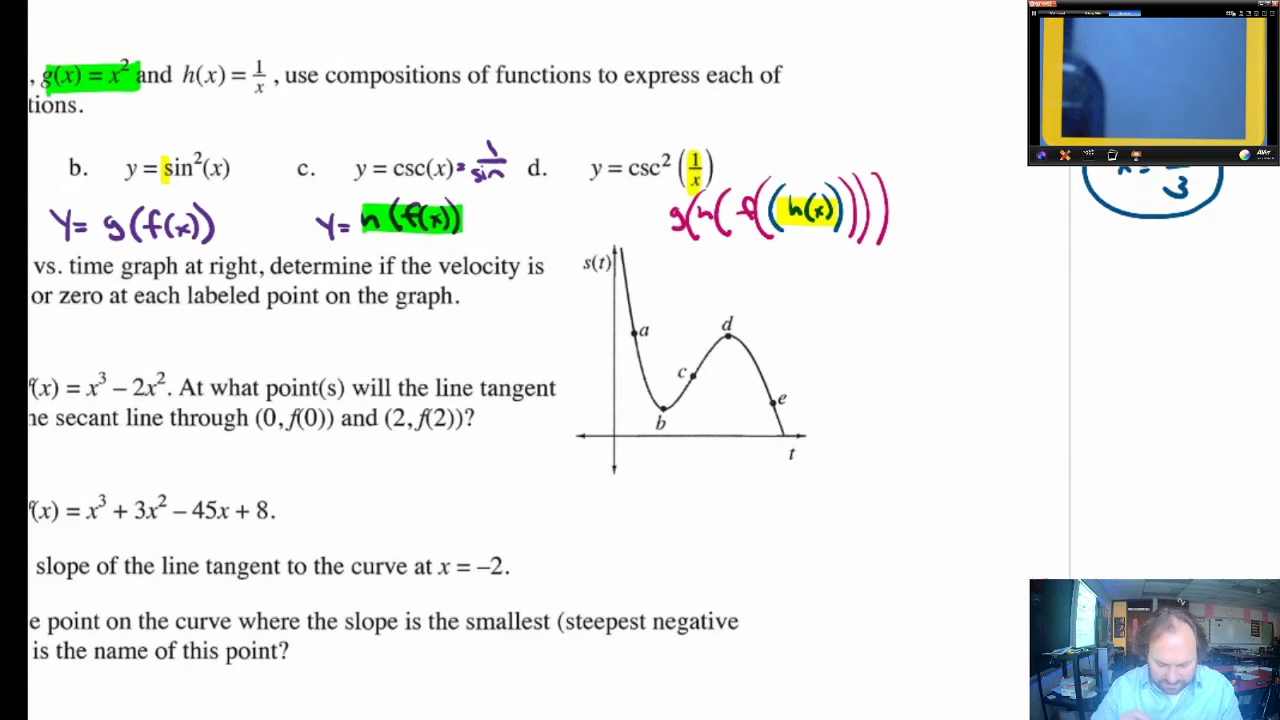 , g(x) = x² and h(x) = 1/x , use compositions of functions to express each of
tions.
b. y = sin²(x) c. y = csc(x) = 1/sin d. y = csc² (1/x)
Y= g(f(x)) Y= h(f(x)) g(h(f((h(x)))))
vs. time graph at right, determine if the velocity is
or zero at each labeled point on the graph.
s(t)
a
d
c
e
b
t
f(x) = x³ – 2x². At what point(s) will the line tangent
he secant line through (0, f(0)) and (2, f(2))?
f(x) = x³ + 3x² – 45x + 8.
slope of the line tangent to the curve at x = –2.
e point on the curve where the slope is the smallest (steepest negative
is the name of this point?
3